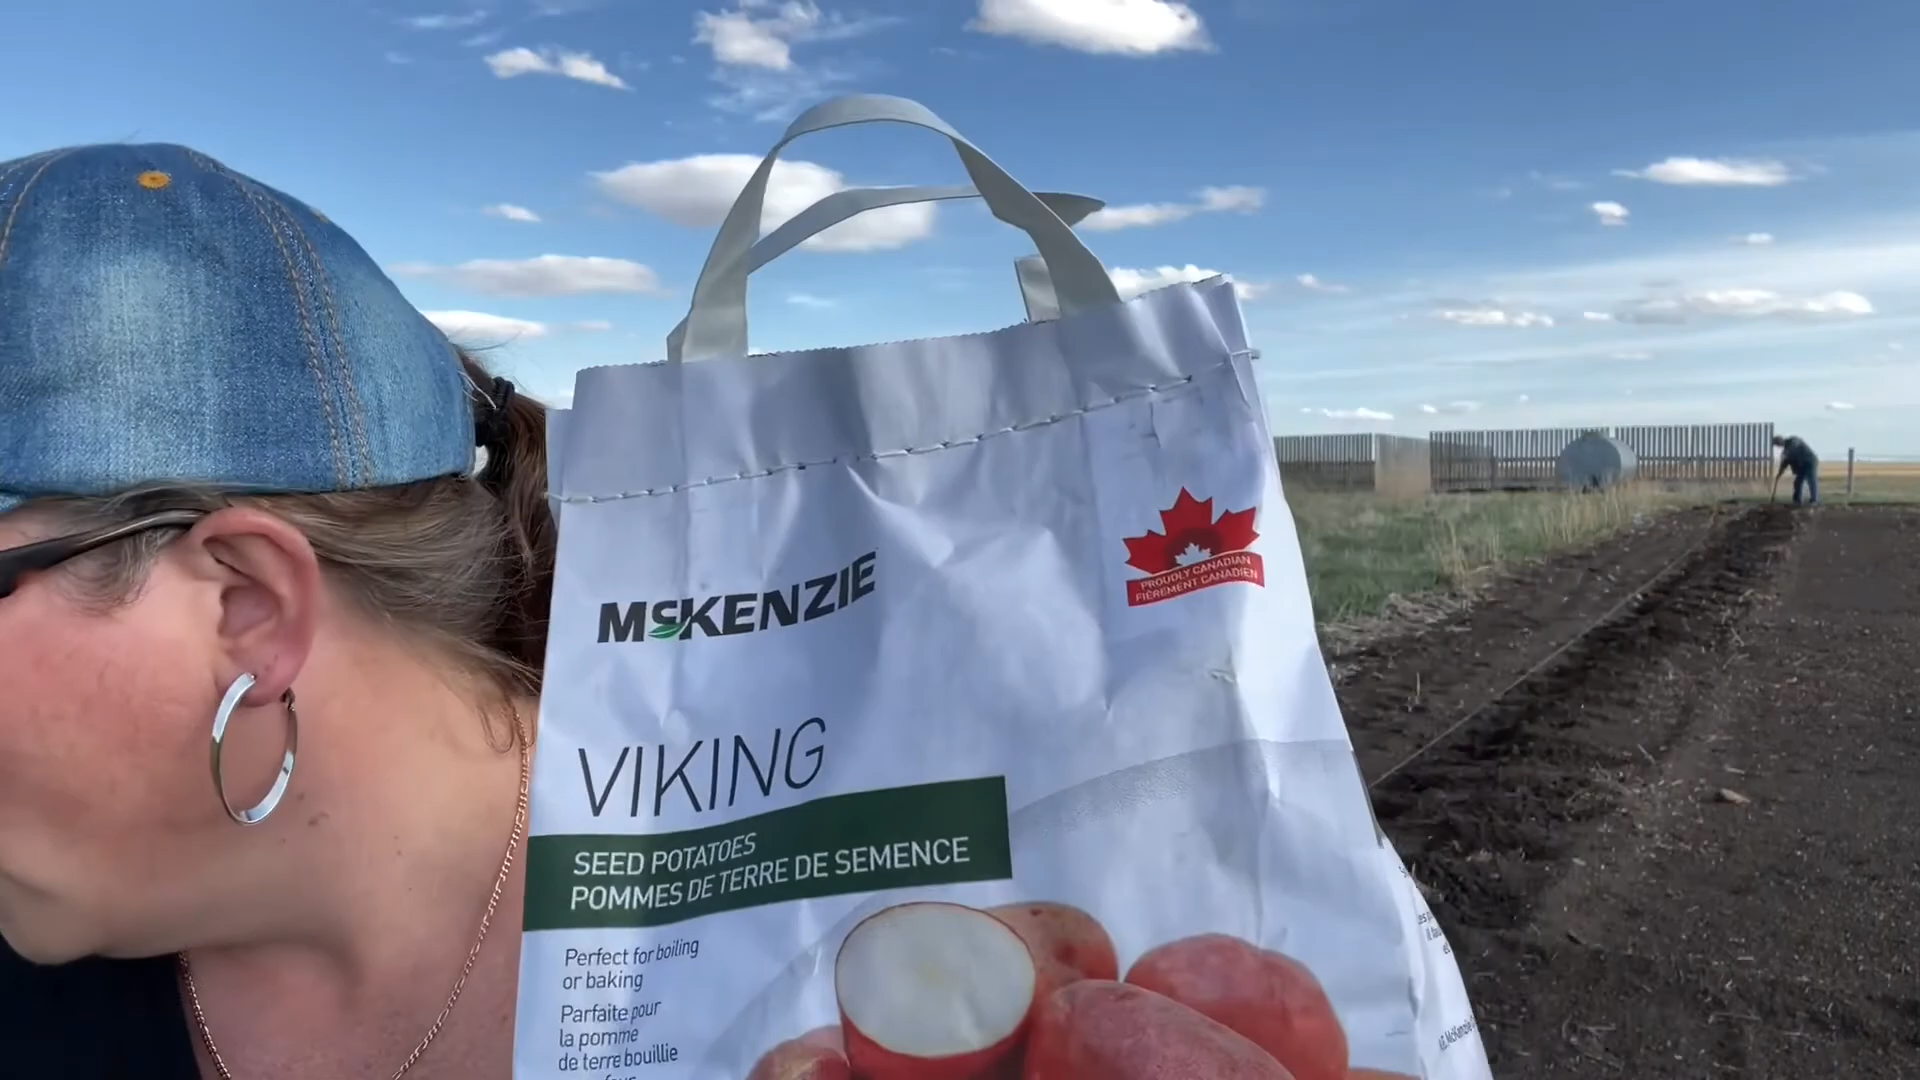 McKENZIE
PROUDLY CANADIAN
FIÈREMENT CANADIEN
VIKING
SEED POTATOES
POMMES DE TERRE DE SEMENCE
Perfect for boiling
or baking
Parfaite pour
la pomme
de terre bouillie